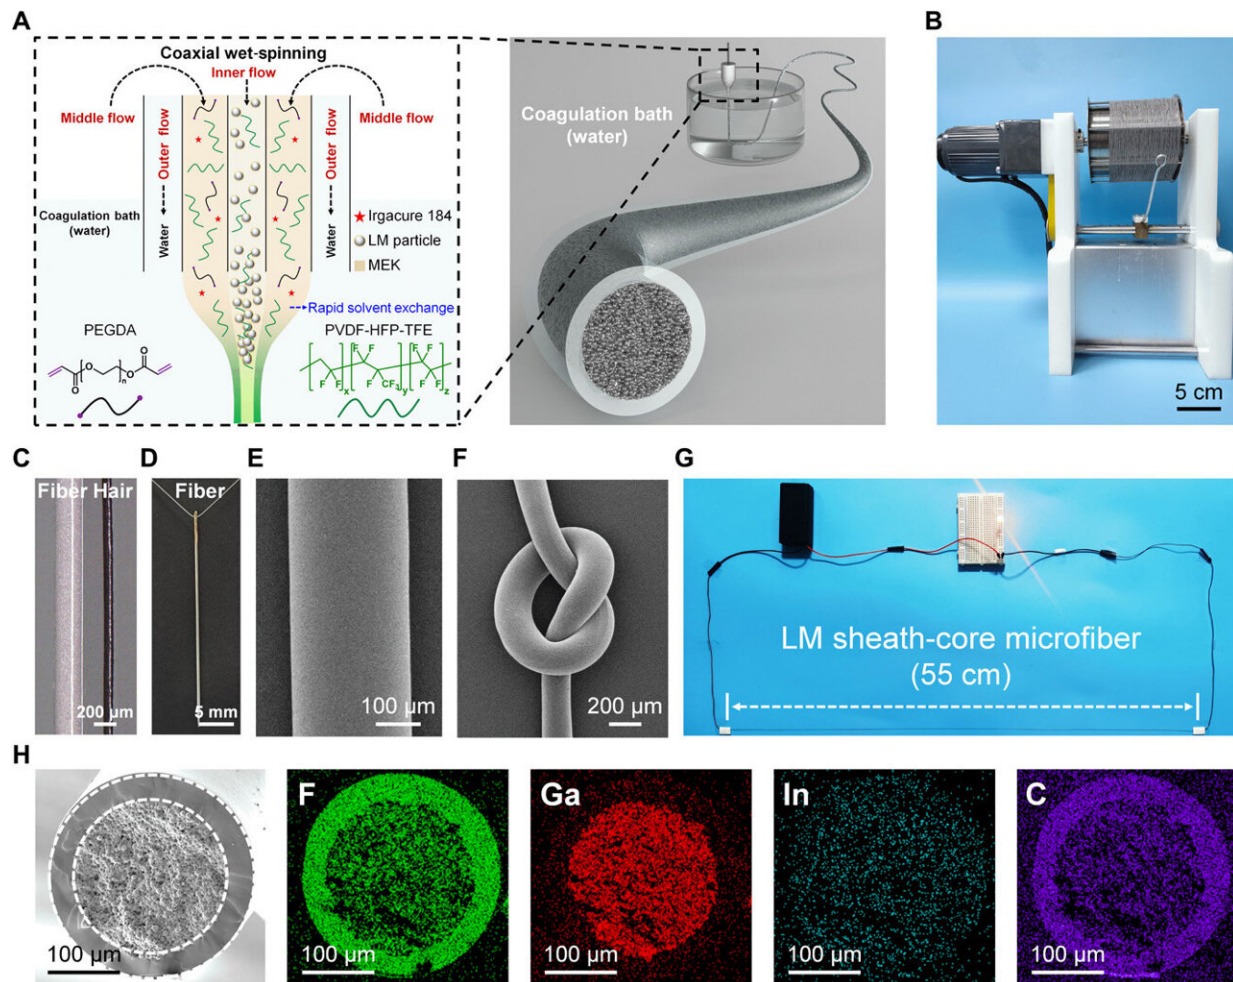 A
Coaxial wet-spinning
Inner flow
Middle flow
Outer flow
Outer flow
Middle flow
Coagulation bath
(water)
Water
Water
Irgacure 184
LM particle
MEK
Rapid solvent exchange
PEGDA
PVDF-HFP-TFE
O
O
O
O
n
F
F
F
F
F
CF3
F
F
F
F
x
y
z
Coagulation bath
(water)
B
5 cm
C
Fiber Hair
200 µm
D
Fiber
5 mm
E
100 µm
F
200 µm
G
LM sheath-core microfiber
(55 cm)
H
100 µm
F
100 µm
Ga
100 µm
In
100 µm
C
100 µm